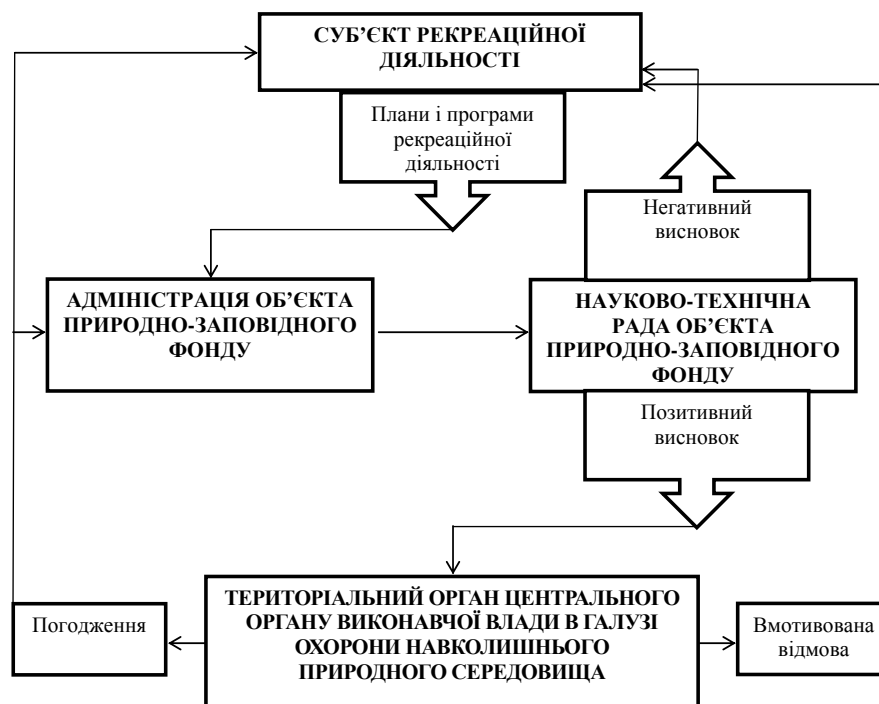 СУБ’ЄКТ РЕКРЕАЦІЙНОЇ
ДІЯЛЬНОСТІ
Плани і програми
рекреаційної
діяльності
Негативний
висновок
АДМІНІСТРАЦІЯ ОБ’ЄКТА
ПРИРОДНО-ЗАПОВІДНОГО
ФОНДУ
НАУКОВО-ТЕХНІЧНА
РАДА ОБ’ЄКТА
ПРИРОДНО-ЗАПОВІДНОГО
ФОНДУ
Позитивний
висновок
ТЕРИТОРІАЛЬНИЙ ОРГАН ЦЕНТРАЛЬНОГО
ОРГАНУ ВИКОНАВЧОЇ ВЛАДИ В ГАЛУЗІ
ОХОРОНИ НАВКОЛИШНЬОГО
ПРИРОДНОГО СЕРЕДОВИЩА
Погодження
Вмотивована
відмова